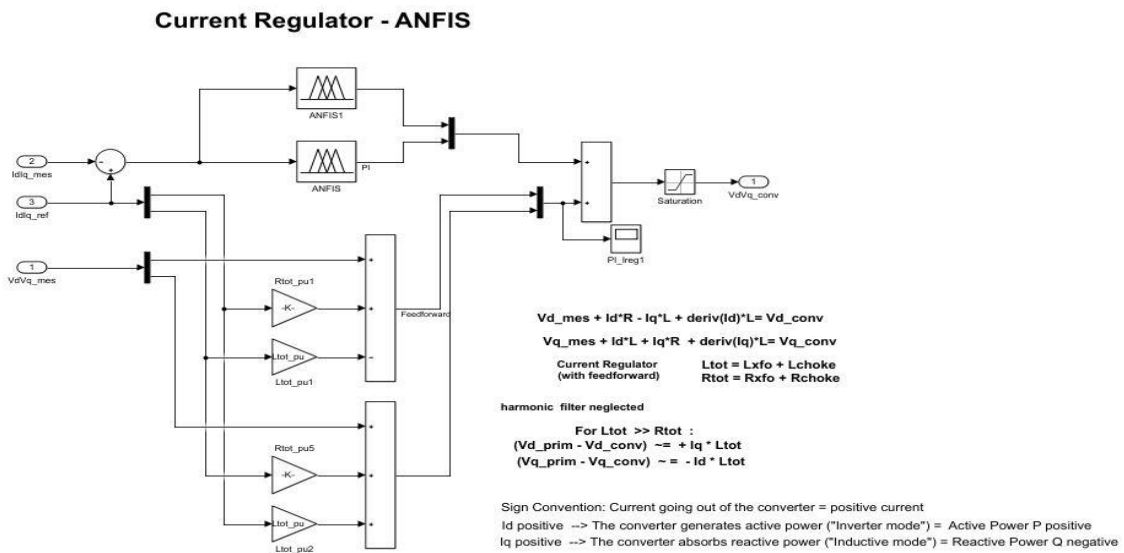 Current Regulator - ANFIS
ANFIS1
2
IdIq_mes
-
+
PI
ANFIS
3
IdIq_ref
+
+
Saturation
1
VdVq_conv
PI_Ireg1
1
VdVq_mes
Rtot_pu1
-K-
+
+
-
Feedforward
Ltot_pu
Ltot_pu1
Rtot_pu5
-K-
+
+
+
Ltot_pu
Ltot_pu2
Vd_mes + Id*R - Iq*L + deriv(Id)*L= Vd_conv
Vq_mes + Id*L + Iq*R + deriv(Iq)*L= Vq_conv
Current Regulator
(with feedforward)
Ltot = Lxfo + Lchoke
Rtot = Rxfo + Rchoke
harmonic filter neglected
For Ltot >> Rtot :
(Vd_prim - Vd_conv) ~= + Iq * Ltot
(Vq_prim - Vq_conv) ~ = - Id * Ltot
Sign Convention: Current going out of the converter = positive current
Id positive --> The converter generates active power ("Inverter mode") = Active Power P positive
Iq positive --> The converter absorbs reactive power ("Inductive mode") = Reactive Power Q negative